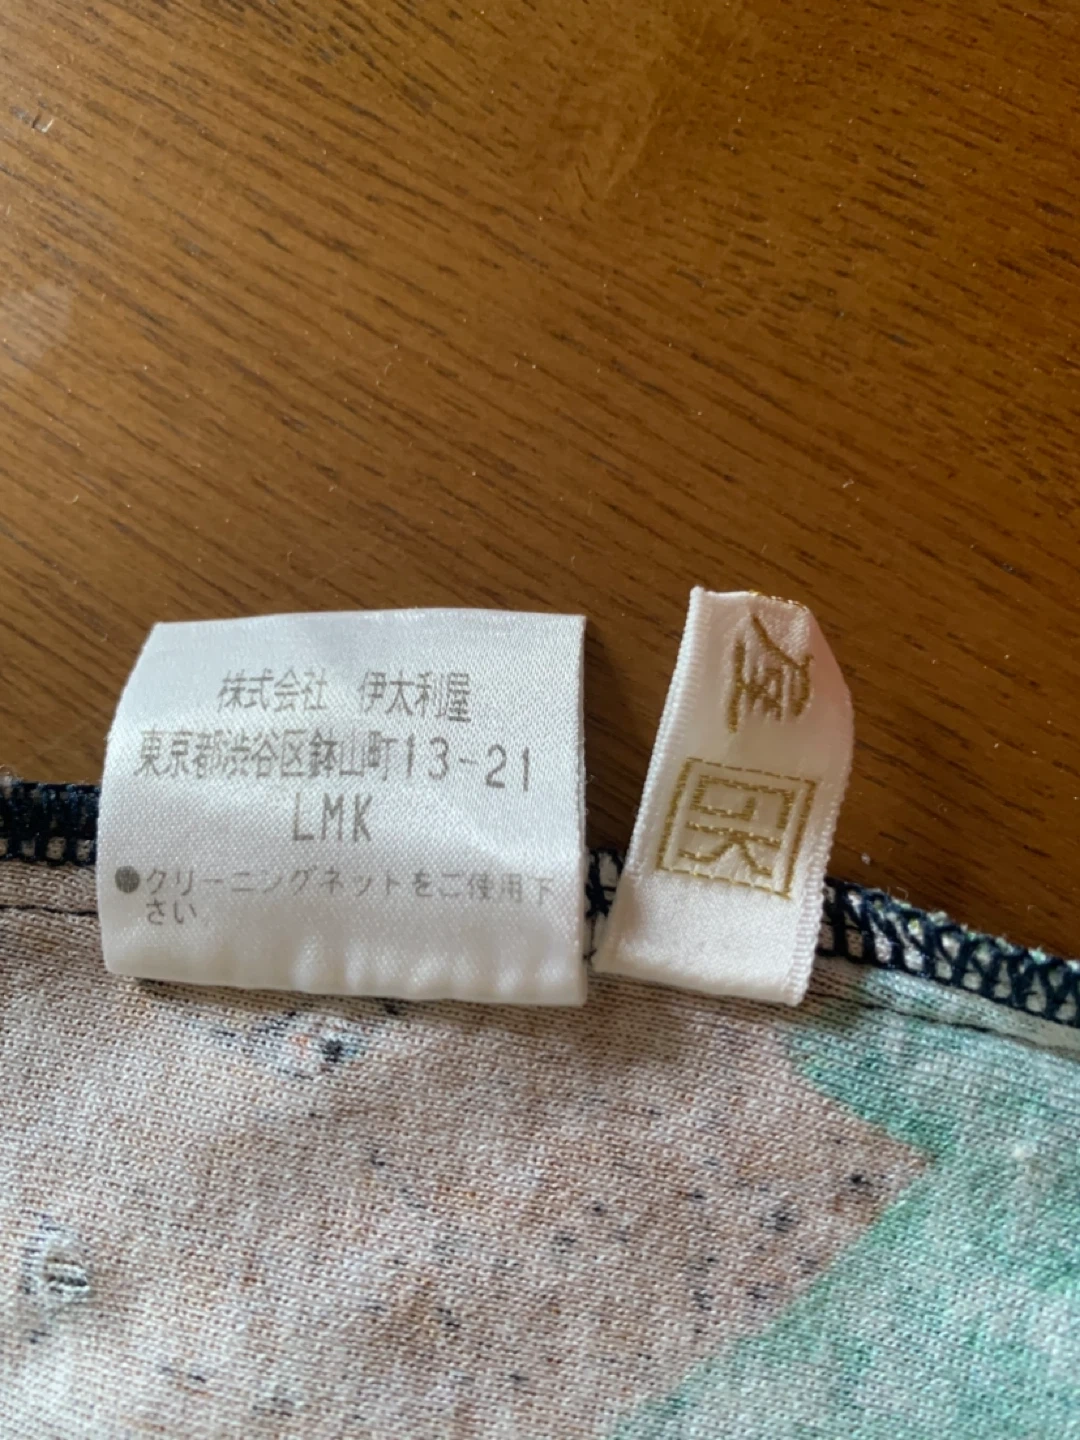 株式会社　伊太利屋
東京都渋谷区鉢山町13-21
LMK
●クリーニングネットをご使用下
さい
屋